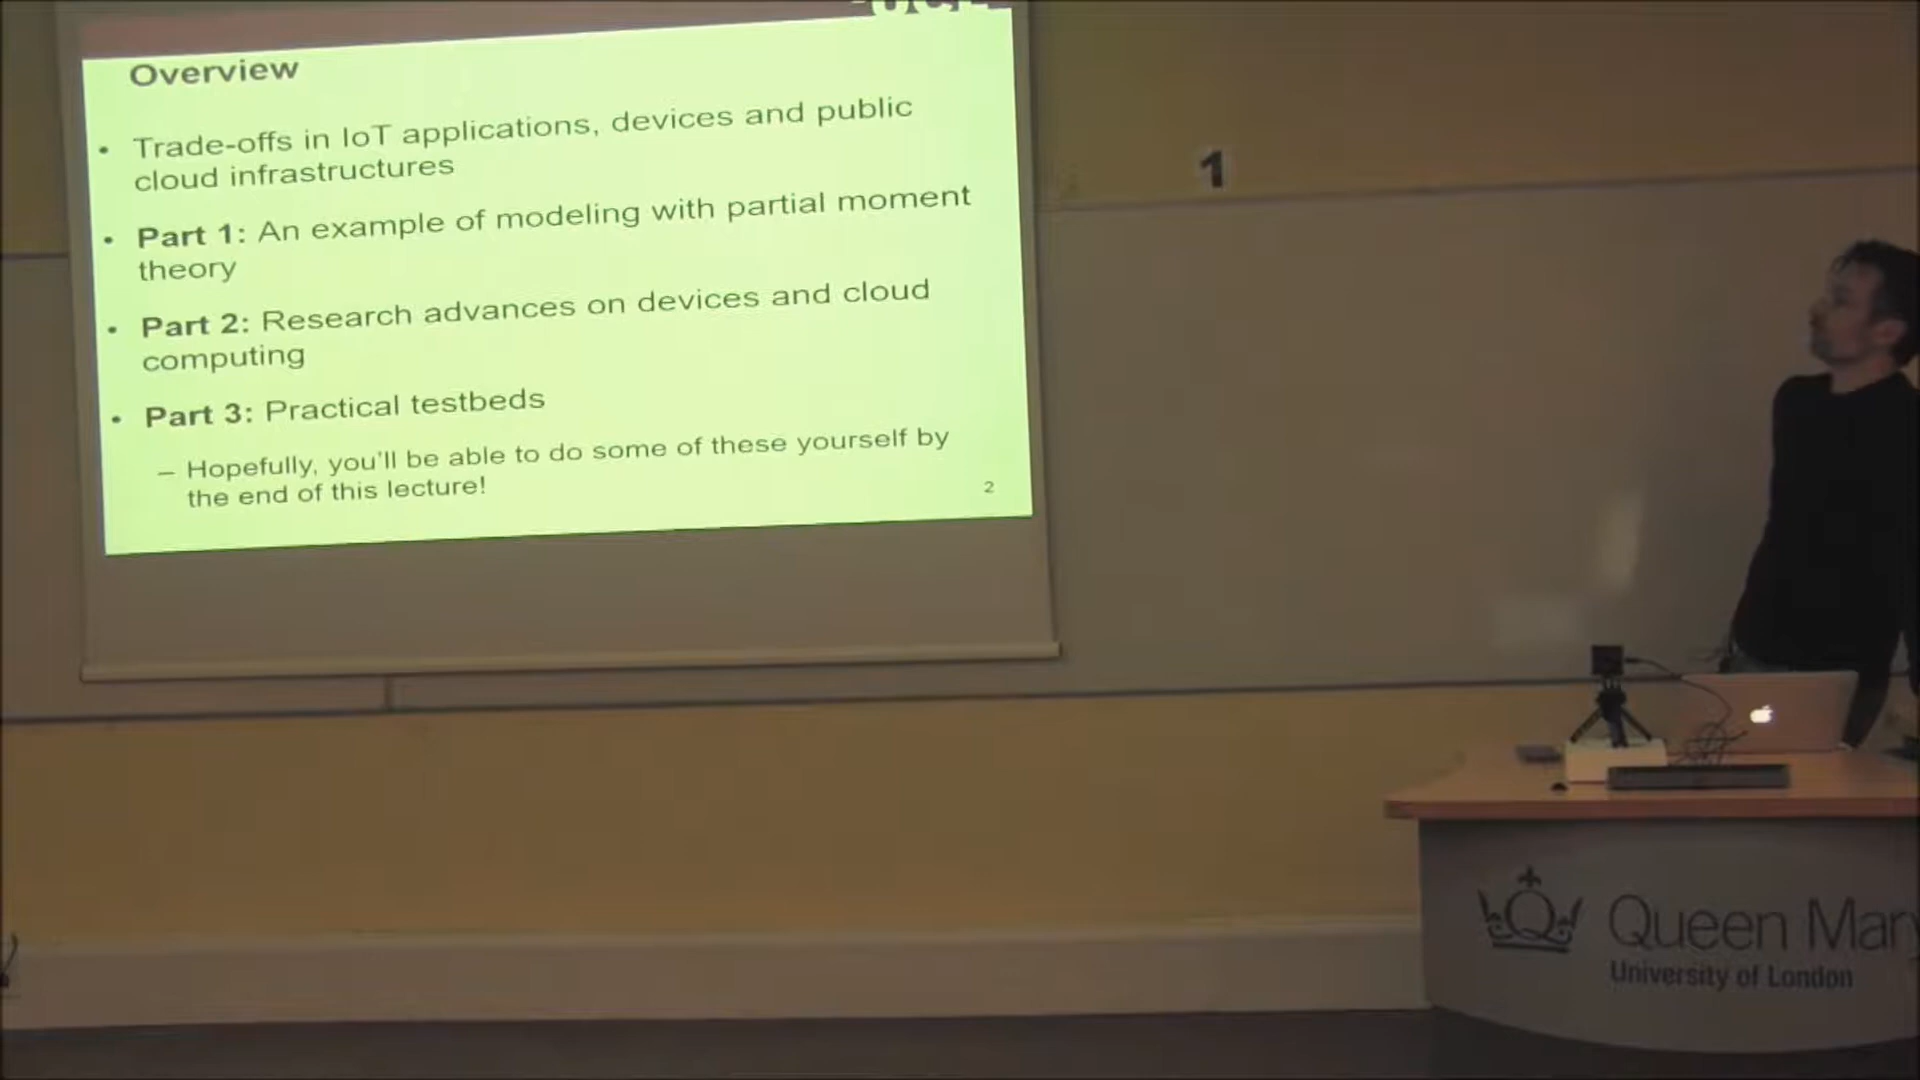 Overview
• Trade-offs in IoT applications, devices and public
cloud infrastructures
• Part 1: An example of modeling with partial moment
theory
• Part 2: Research advances on devices and cloud
computing
• Part 3: Practical testbeds
– Hopefully, you'll be able to do some of these yourself by
the end of this lecture!
2
1
Queen Mary
University of London